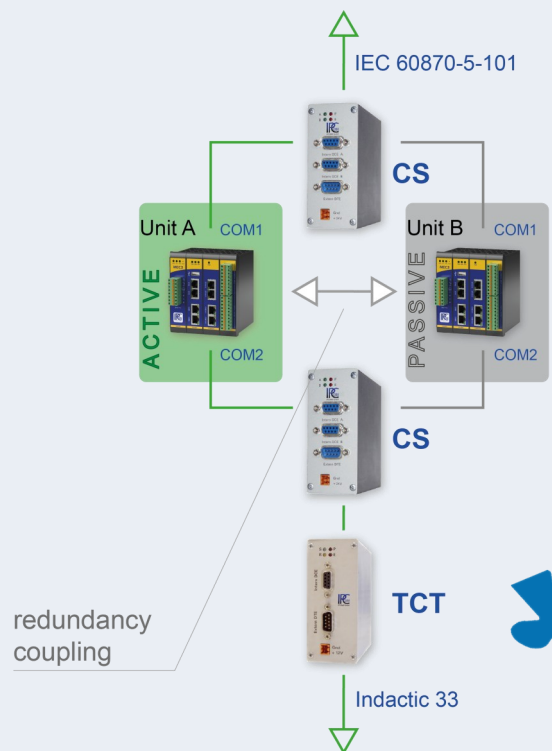 IEC 60870-5-101
IPC
CS
Unit A
COM1
ACTIVE
COM2
Unit B
COM1
PASSIVE
COM2
CS
TCT
redundancy
coupling
Indactic 33